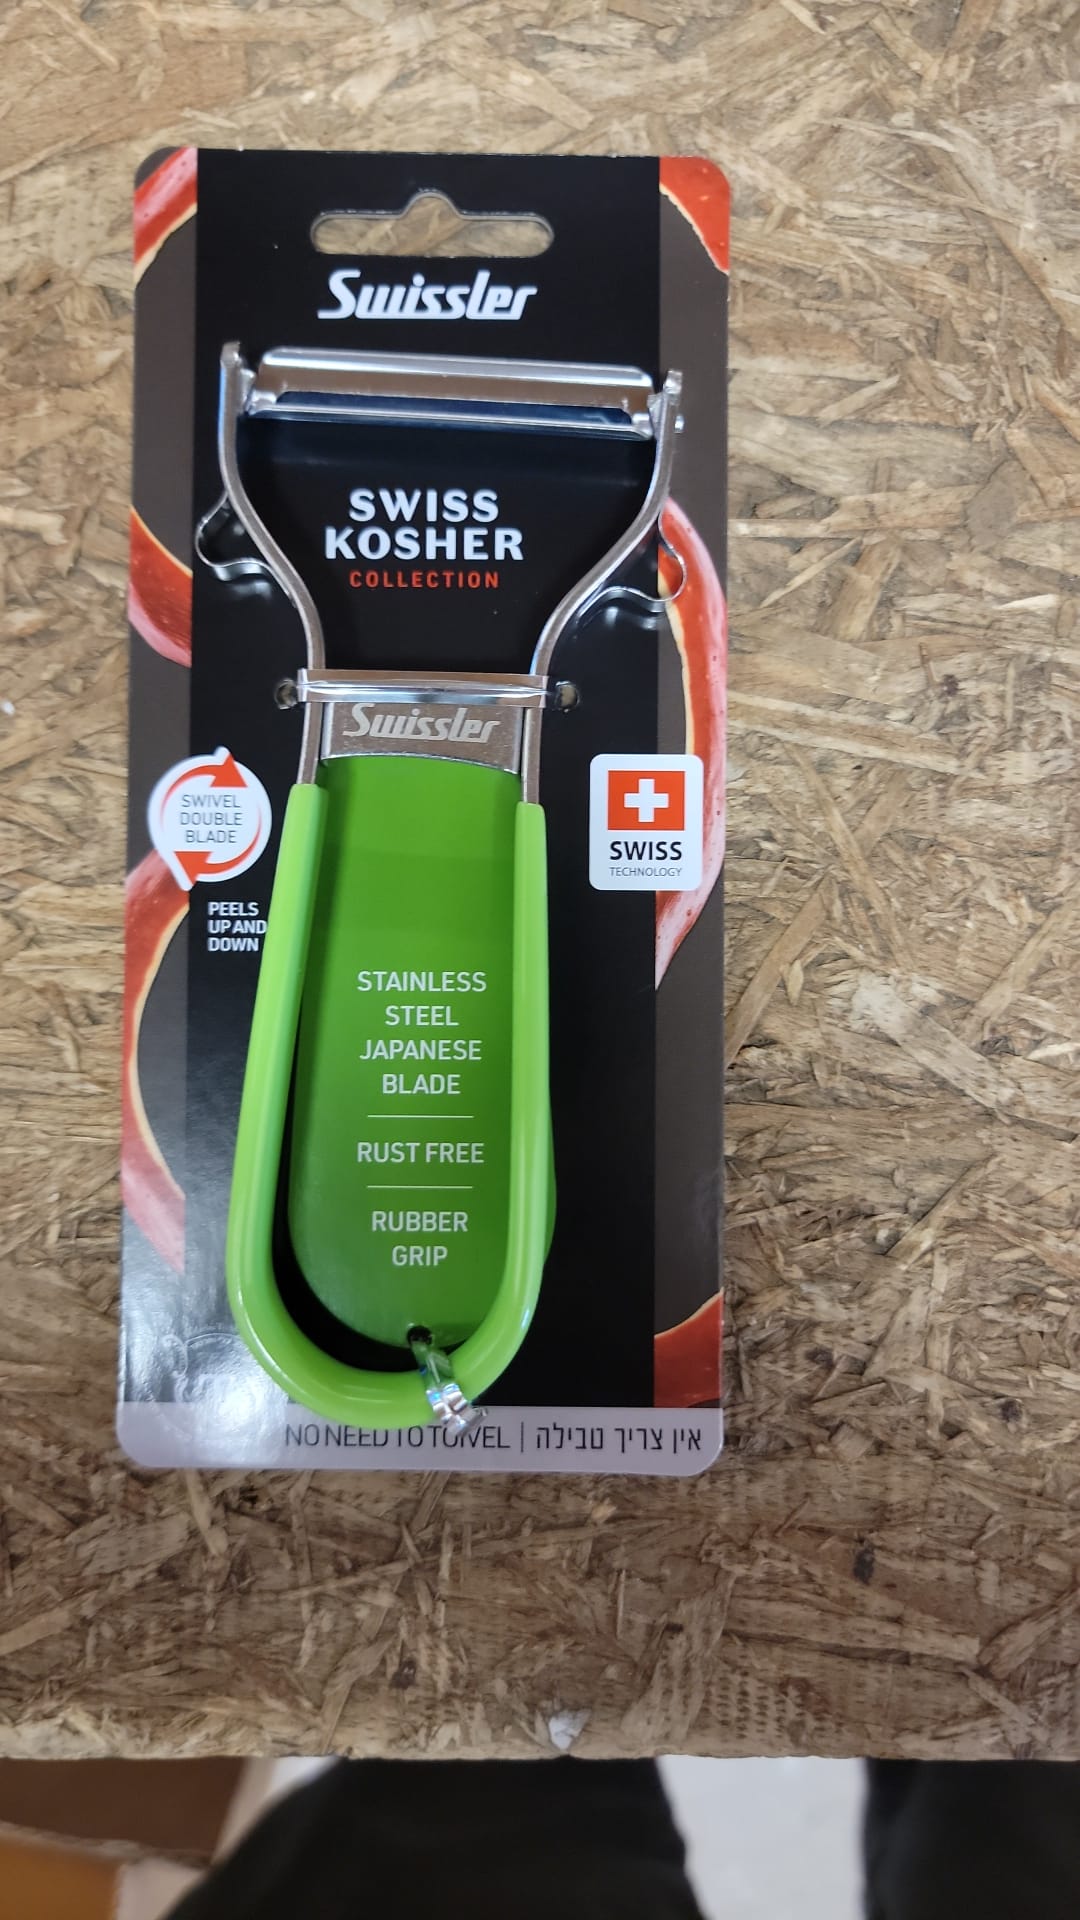 Swissler
SWISS
KOSHER
COLLECTION
Swissler
SWIVEL
DOUBLE
BLADE
PEELS
UP AND
DOWN
SWISS
TECHNOLOGY
STAINLESS
STEEL
JAPANESE
BLADE
RUST FREE
RUBBER
GRIP
NO NEED TO TOIVEL | אין צריך טבילה